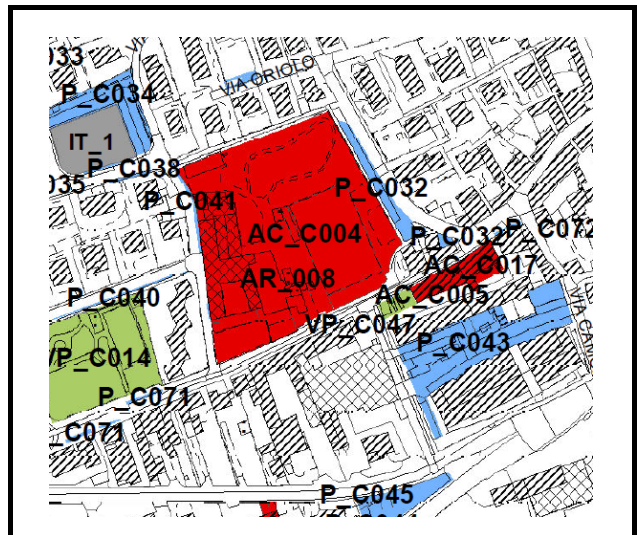 033
VIA ORIOLO
P_C034
IT_1
P_C038
035
P_C041
P_C032
AC_C004
P_C032
P_C072
AC_C017
AR_008
AC_C005
P_C040
VP_C047
VP_C014
P_C043
P_C071
_C071
P_C045